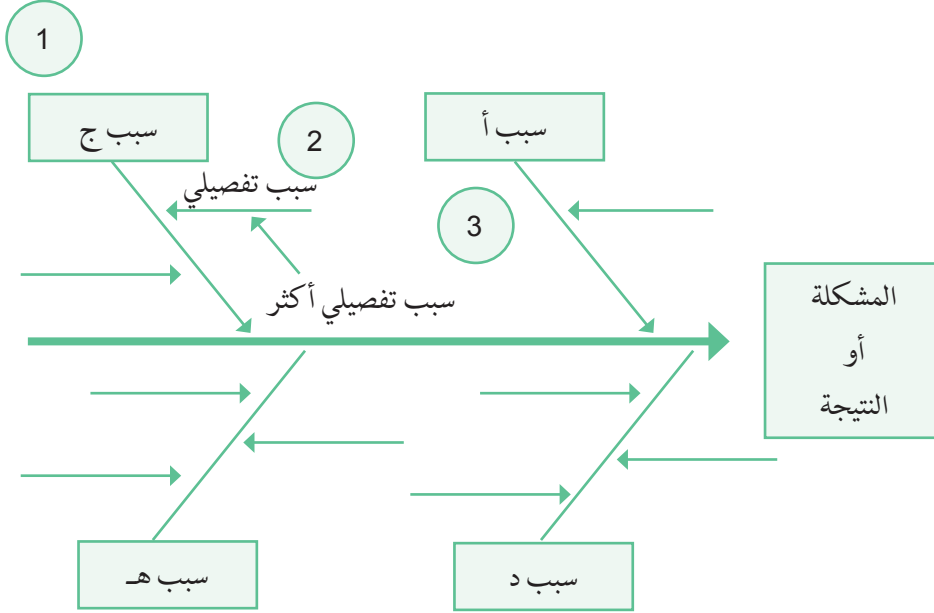 1
سبب أ
سبب ج
2
سبب تفصيلي
3
سبب تفصيلي أكثر
المشكلة
أو
النتيجة
سبب د
سبب هـ